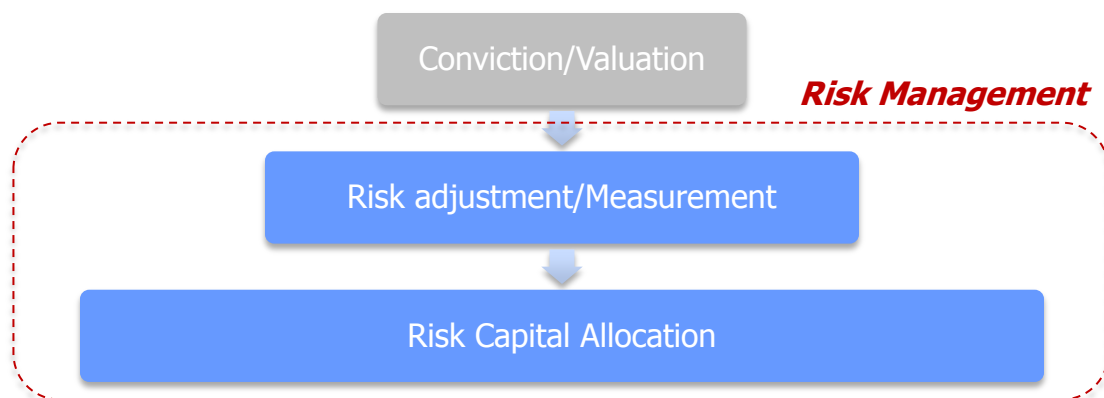 Conviction/Valuation
Risk Management
Risk adjustment/Measurement
Risk Capital Allocation